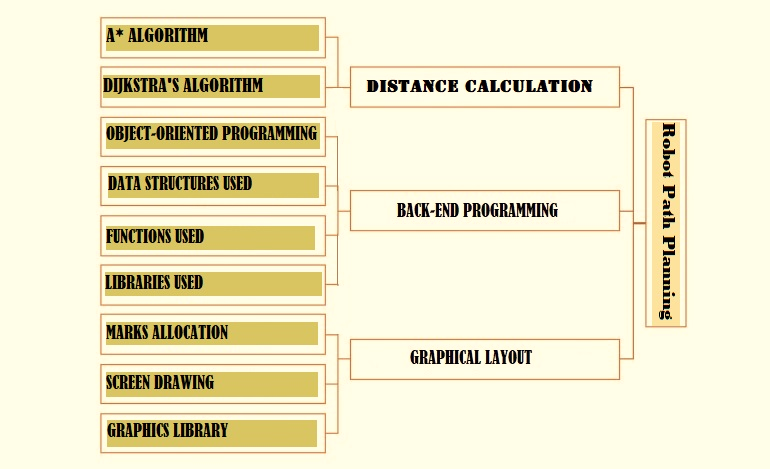 A* ALGORITHM
DIJKSTRA'S ALGORITHM
DISTANCE CALCULATION
OBJECT-ORIENTED PROGRAMMING
DATA STRUCTURES USED
FUNCTIONS USED
LIBRARIES USED
BACK-END PROGRAMMING
MARKS ALLOCATION
SCREEN DRAWING
GRAPHICS LIBRARY
GRAPHICAL LAYOUT
Robot Path Planning